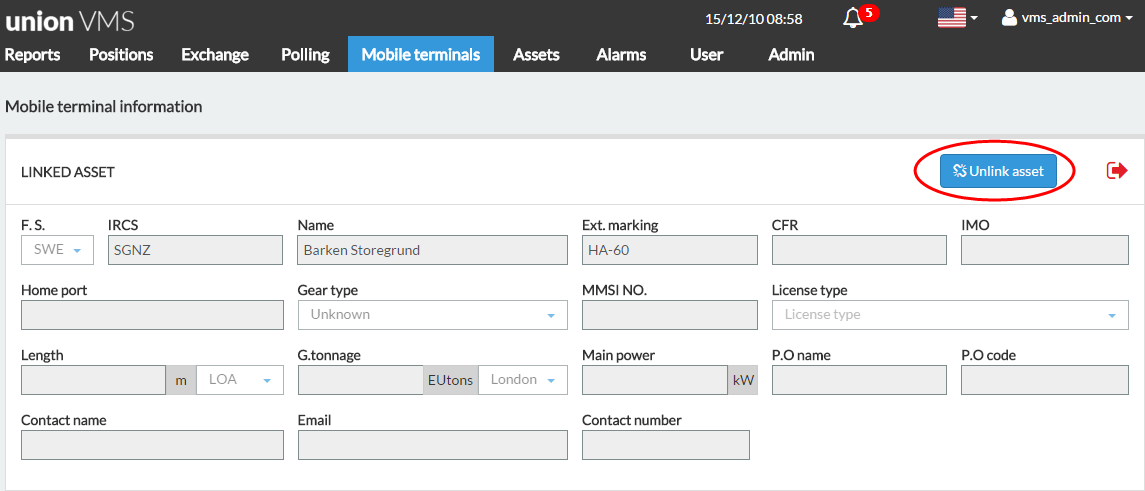 union VMS 15/12/10 08:58 5 vms_admin_com
Reports Positions Exchange Polling Mobile terminals Assets Alarms User Admin
Mobile terminal information
LINKED ASSET Unlink asset
F. S. IRCS Name Ext. marking CFR IMO
SWE SGNZ Barken Storegrund HA-60
Home port Gear type MMSI NO. License type
Unknown License type
Length G.tonnage Main power P.O name P.O code
m LOA EUtons London kW
Contact name Email Contact number